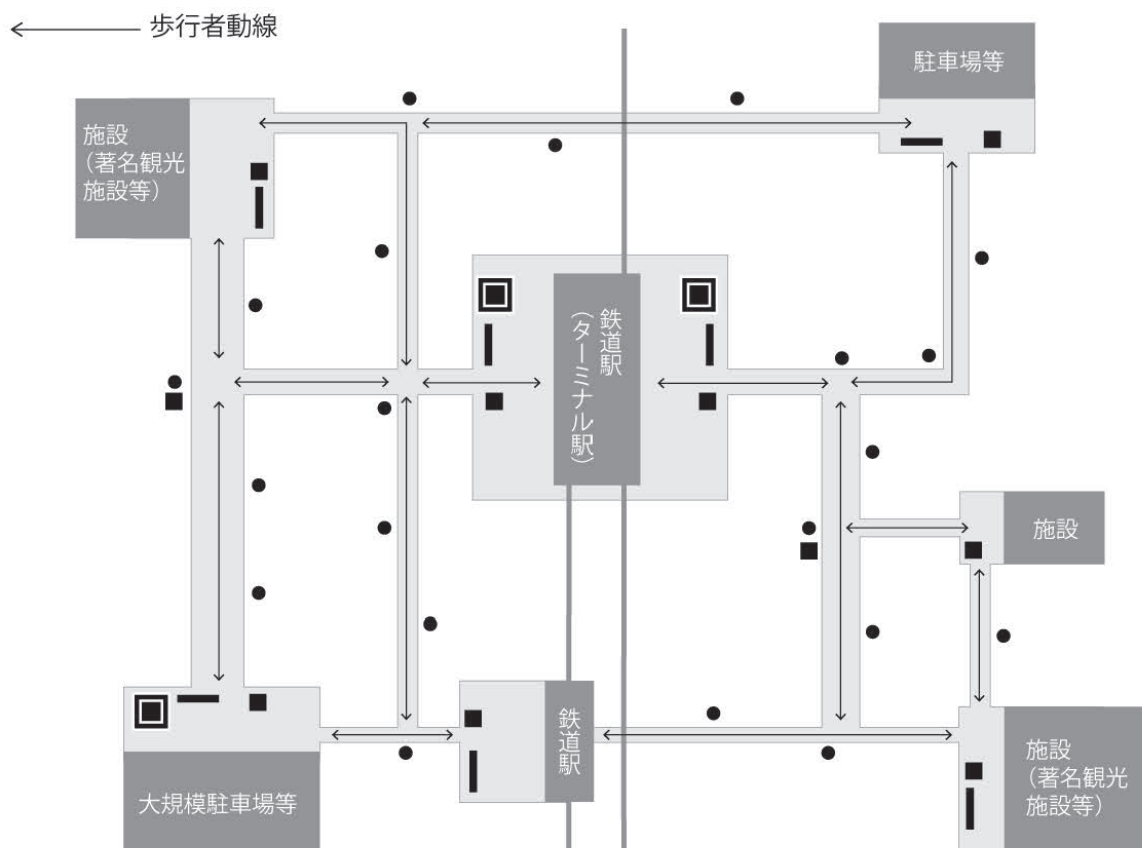 歩行者動線
駐車場等
施設
（著名観光
施設等）
鉄道駅
（ターミナル駅）
施設
鉄道駅
施設
（著名観光
施設等）
大規模駐車場等